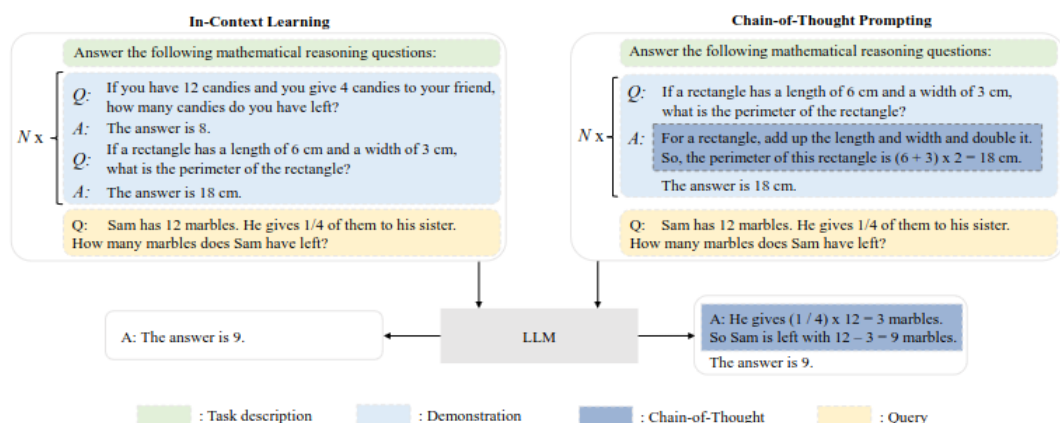 In-Context Learning
Answer the following mathematical reasoning questions:
N x
Q: If you have 12 candies and you give 4 candies to your friend,
how many candies do you have left?
A: The answer is 8.
Q: If a rectangle has a length of 6 cm and a width of 3 cm,
what is the perimeter of the rectangle?
A: The answer is 18 cm.
Q: Sam has 12 marbles. He gives 1/4 of them to his sister.
How many marbles does Sam have left?
Chain-of-Thought Prompting
Answer the following mathematical reasoning questions:
N x
Q: If a rectangle has a length of 6 cm and a width of 3 cm,
what is the perimeter of the rectangle?
A: For a rectangle, add up the length and width and double it.
So, the perimeter of this rectangle is (6 + 3) x 2 = 18 cm.
The answer is 18 cm.
Q: Sam has 12 marbles. He gives 1/4 of them to his sister.
How many marbles does Sam have left?
A: The answer is 9.
LLM
A: He gives (1 / 4) x 12 = 3 marbles.
So Sam is left with 12 – 3 = 9 marbles.
The answer is 9.
: Task description
: Demonstration
: Chain-of-Thought
: Query